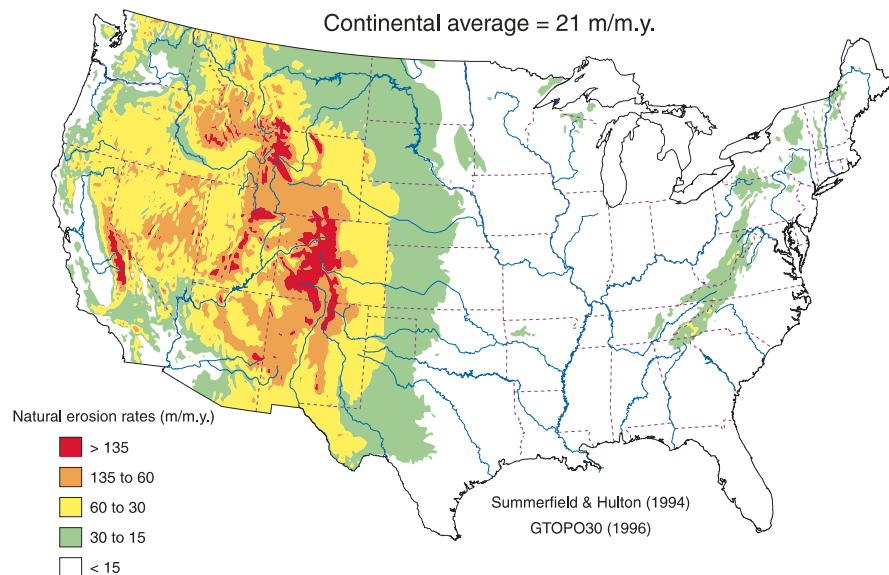 Continental average = 21 m/m.y.
Natural erosion rates (m/m.y.)
> 135
135 to 60
60 to 30
30 to 15
< 15
Summerfield & Hulton (1994)
GTOPO30 (1996)